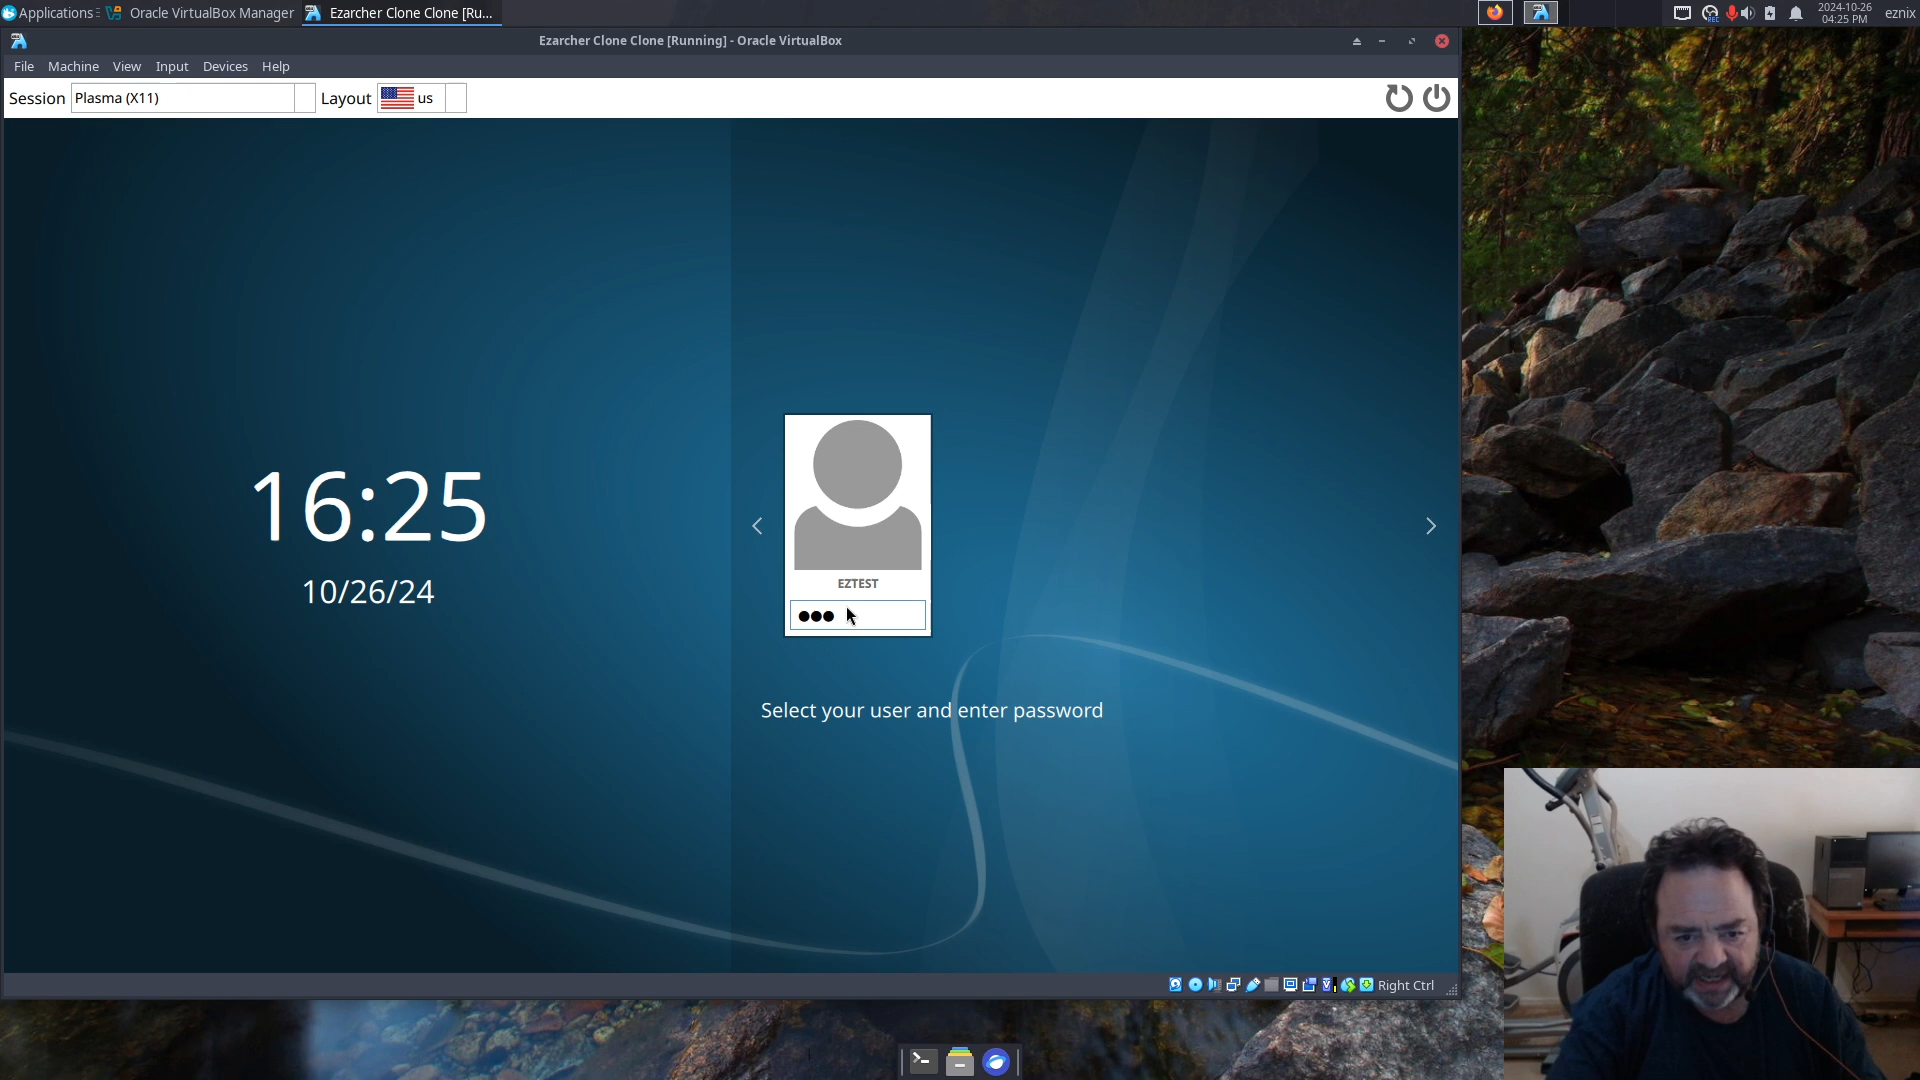 Applications
Oracle VirtualBox Manager
Ezarcher Clone Clone [Ru...
REC
2024-10-26
04:25 PM
eznix
Ezarcher Clone Clone [Running] - Oracle VirtualBox
File Machine View Input Devices Help
Session Plasma (X11) Layout us
16:25
10/26/24
EZTEST
Select your user and enter password
Right Ctrl